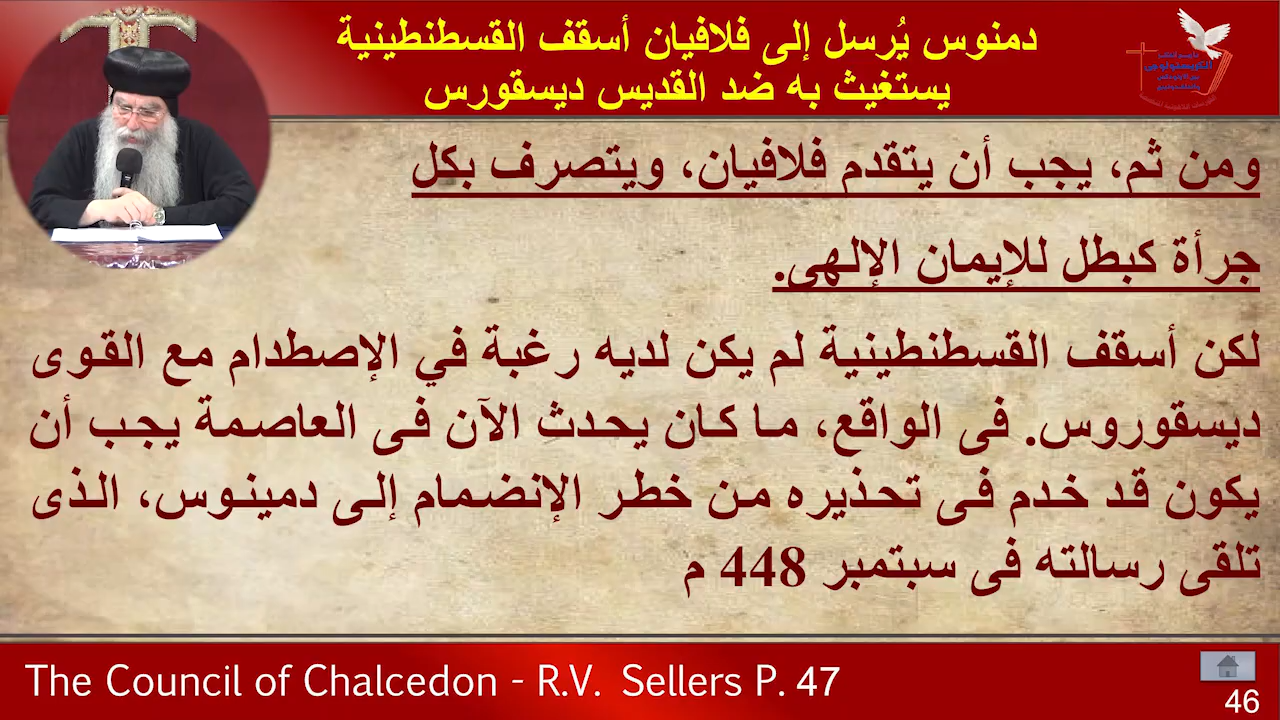 دمنوس يُرسل إلى فلافيان أسقف القسطنطينية
يستغيث به ضد القديس ديسقورس
ومن ثم، يجب أن يتقدم فلافيان، ويتصرف بكل
جرأة كبطل للإيمان الإلهى.
لكن أسقف القسطنطينية لم يكن لديه رغبة في الإصطدام مع القوى
ديسقوروس. فى الواقع، ما كان يحدث الآن فى العاصمة يجب أن
يكون قد خدم فى تحذيره من خطر الإنضمام إلى دمينوس، الذى
تلقى رسالته فى سبتمبر 448 م
The Council of Chalcedon - R.V. Sellers P. 47
46